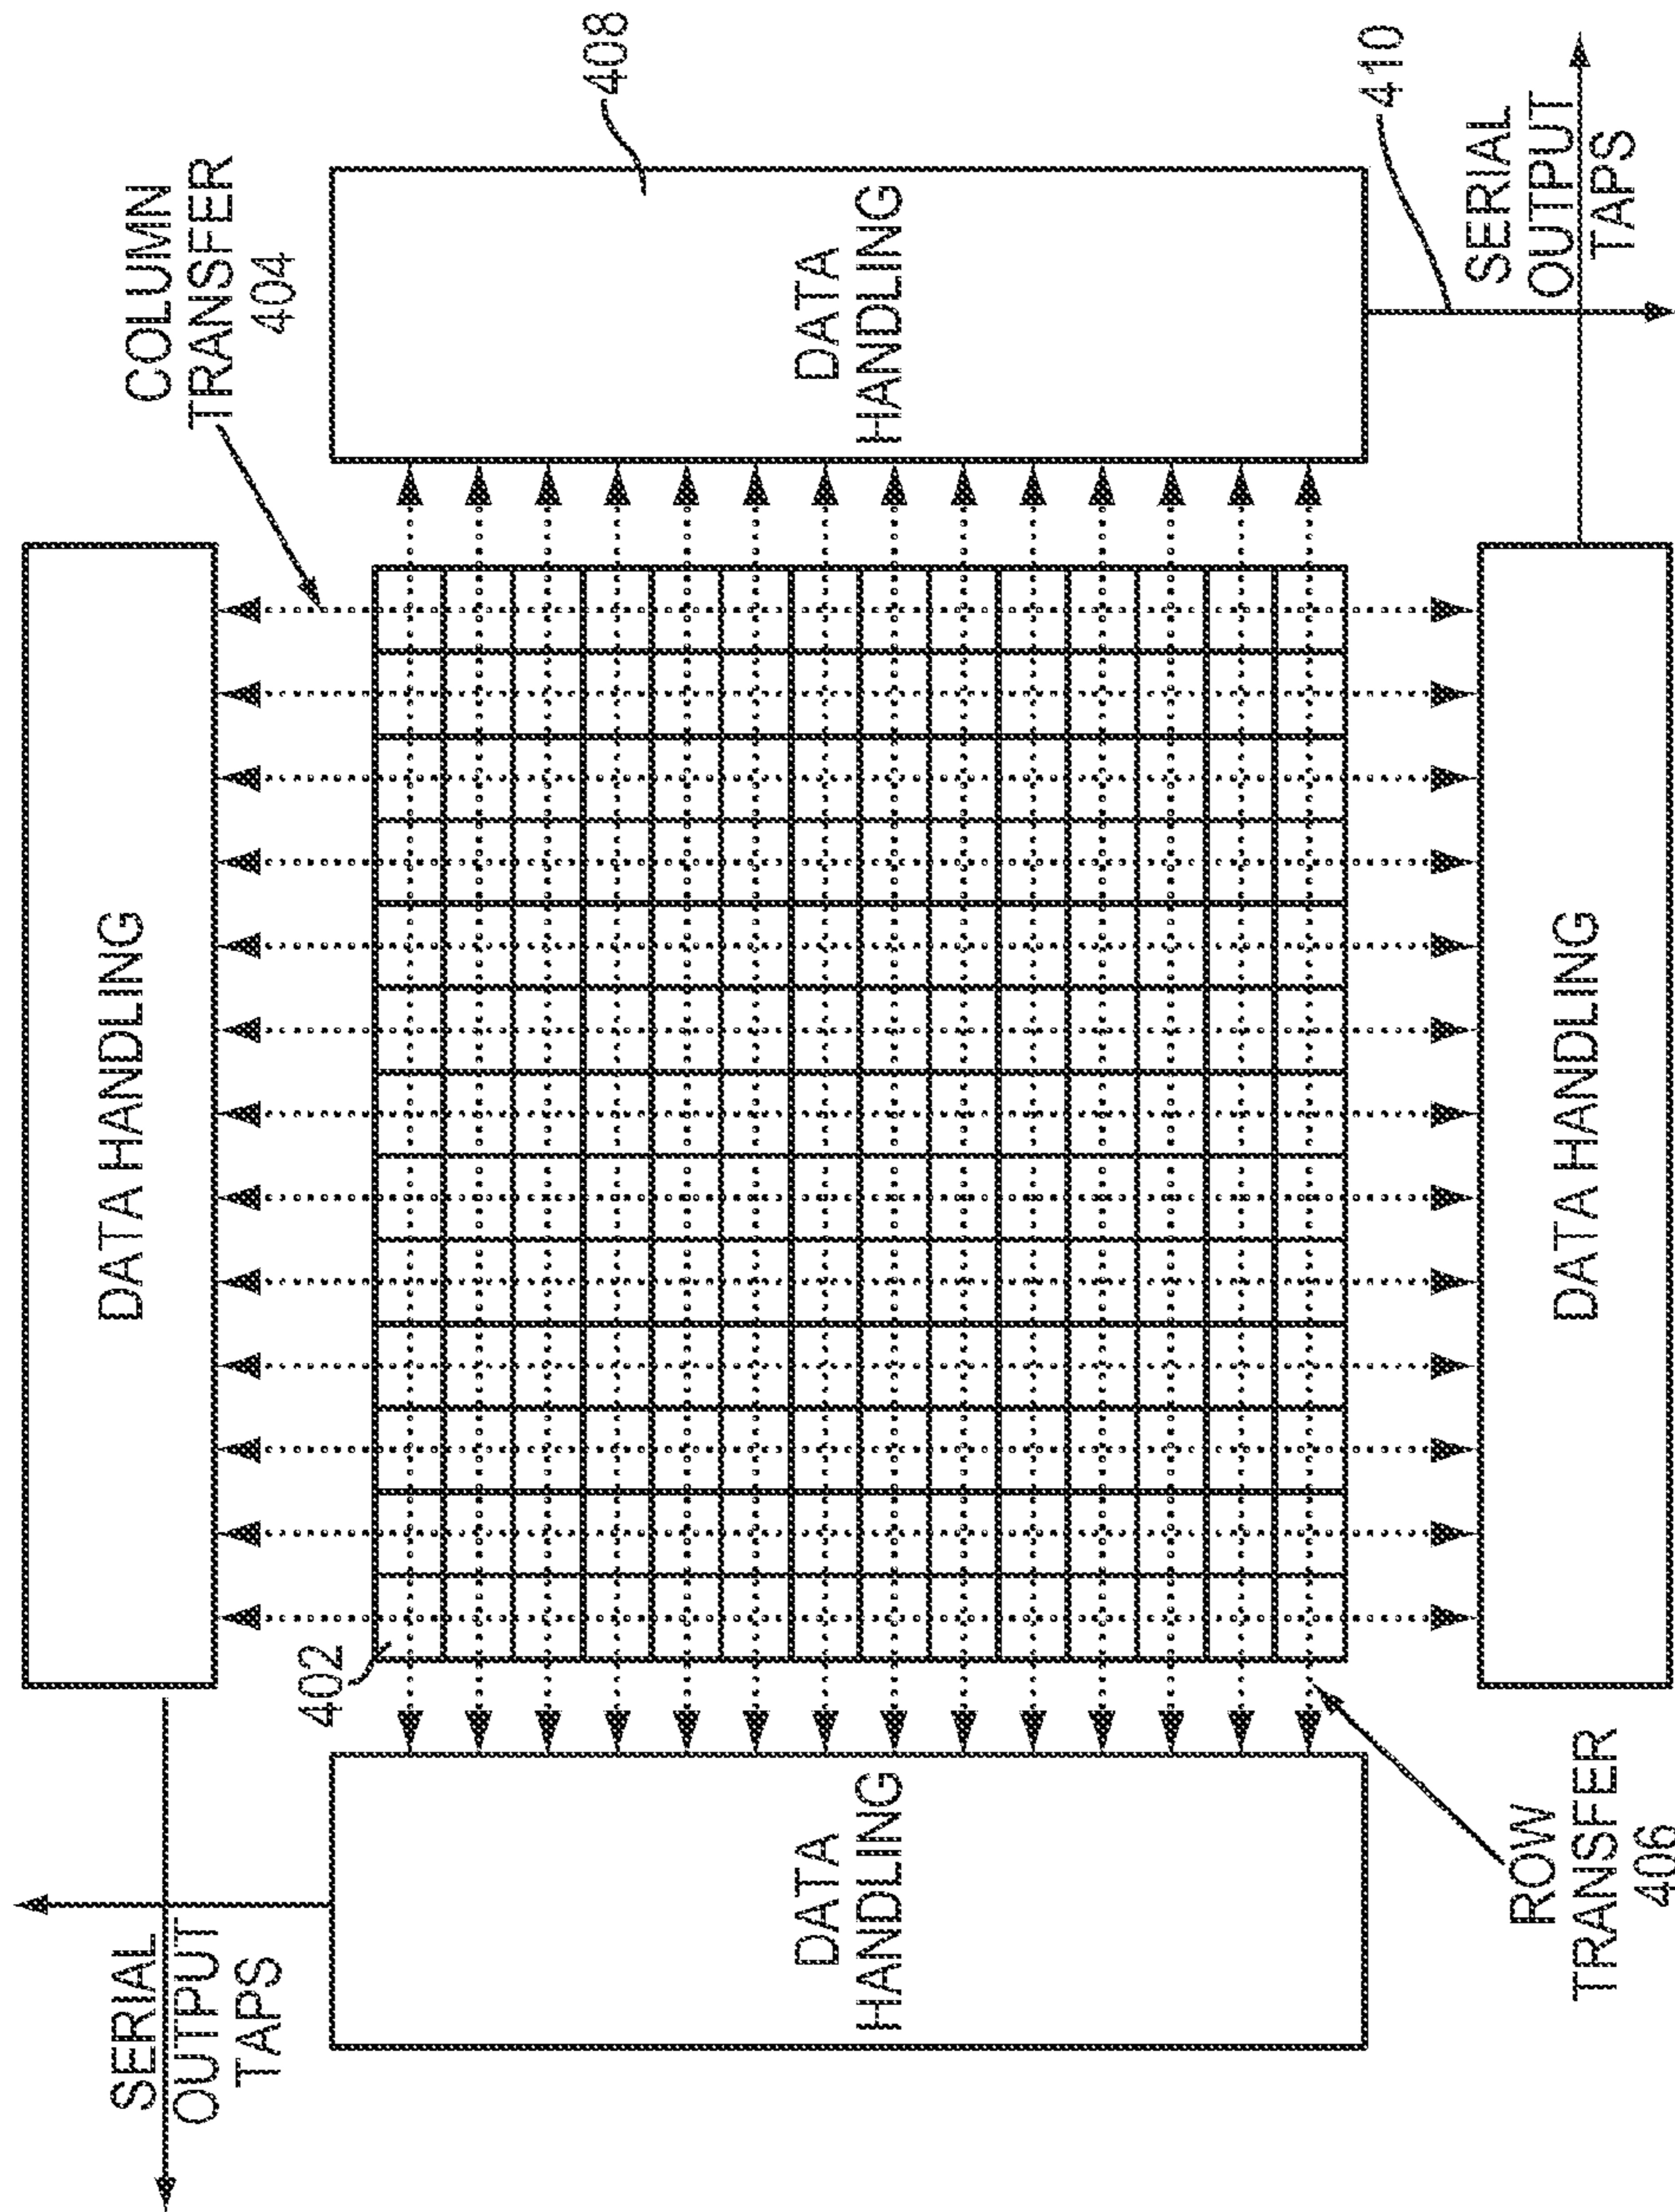 SERIAL
OUTPUT
TAPS
DATA HANDLING
COLUMN
TRANSFER
404
402
408
DATA
HANDLING
DATA
HANDLING
410
ROW
TRANSFER
406
DATA HANDLING
SERIAL
OUTPUT
TAPS